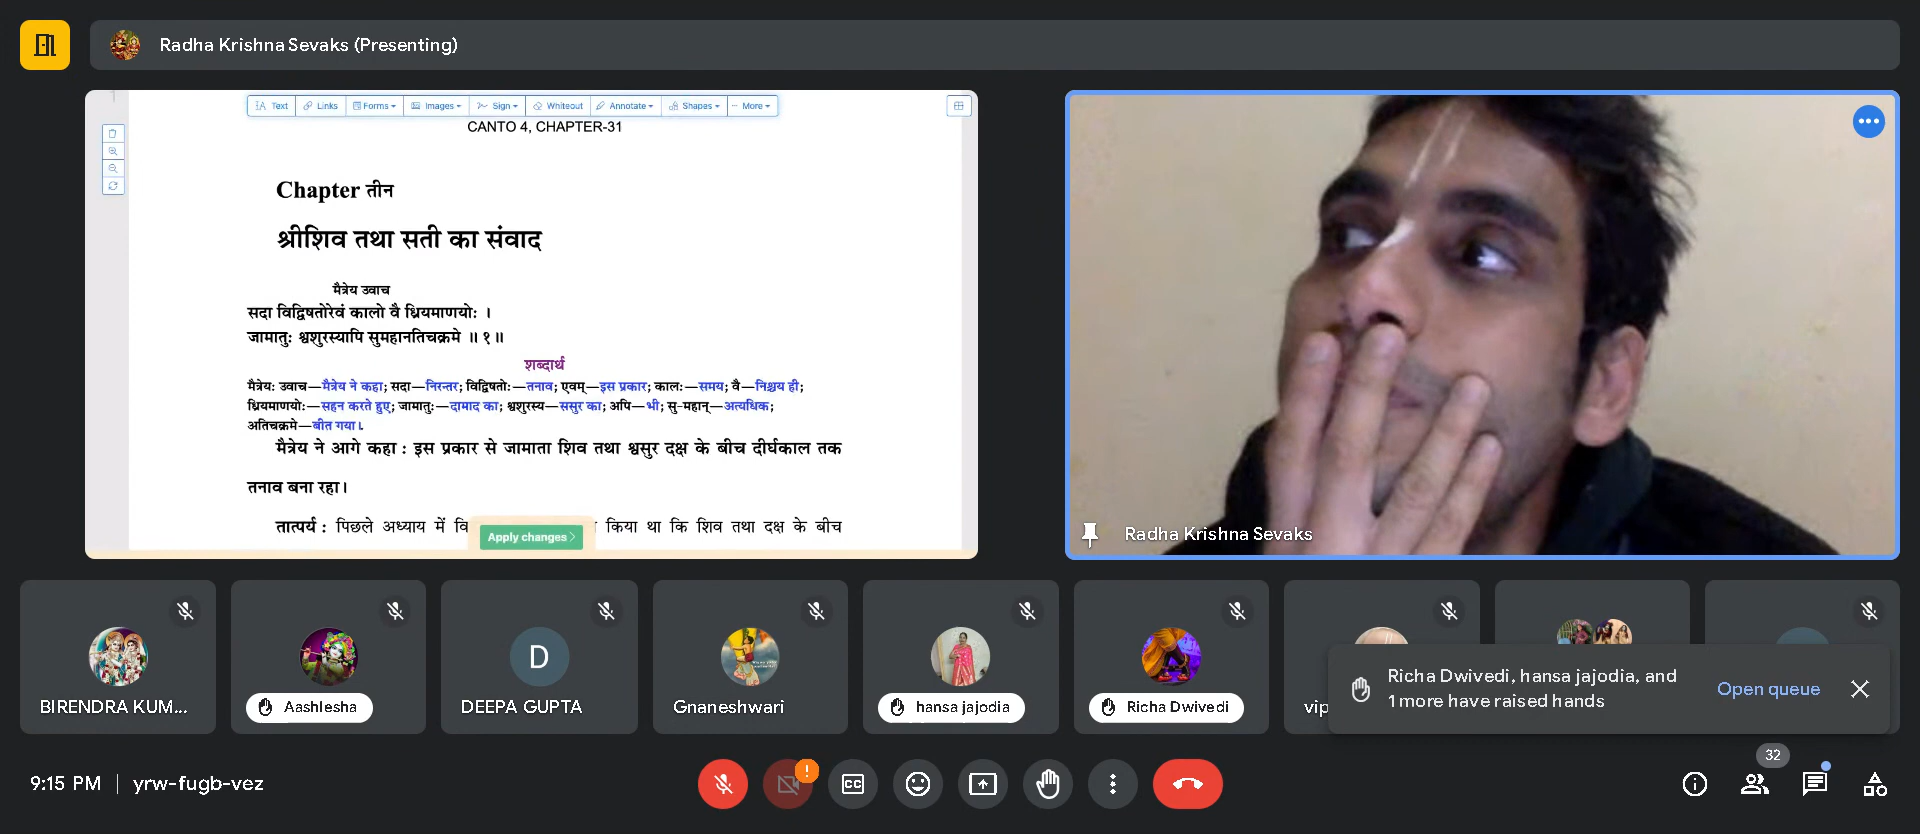 Radha Krishna Sevaks (Presenting)
Text Links Forms Images Sign Whiteout Annotate Shapes More
CANTO 4, CHAPTER-31
Chapter तीन
श्रीशिव तथा सती का संवाद
मैत्रेय उवाच
सदा विद्विषतोरेवं कालो वै ध्रियमाणयोः ।
जामातुः श्वशुरस्यापि सुमहानतिचक्रमे ॥ १॥
शब्दार्थ
मैत्रेयः उवाच—मैत्रेय ने कहा; सदा—निरन्तर; विद्विषतोः—तनाव; एवम्—इस प्रकार; कालः—समय; वै—निश्चय ही;
ध्रियमाणयोः—सहन करते हुए; जामातुः—दामाद का; श्वशुरस्य—ससुर का; अपि—भी; सु-महान्—अत्यधिक;
अतिचक्रमे—बीत गया।
मैत्रेय ने आगे कहा : इस प्रकार से जामाता शिव तथा श्वसुर दक्ष के बीच दीर्घकाल तक
तनाव बना रहा।
तात्पर्य : पिछले अध्याय में किया था कि शिव तथा दक्ष के बीच
Apply changes
Radha Krishna Sevaks
BIRENDRA KUM...
Aashlesha
DEEPA GUPTA
D
Gnaneshwari
hansa jajodia
Richa Dwivedi
vip
Richa Dwivedi, hansa jajodia, and
1 more have raised hands
Open queue
9:15 PM | yrw-fugb-vez
CC
32